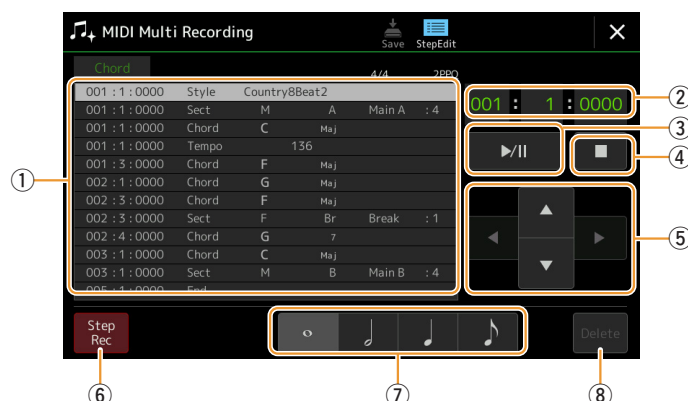 MIDI Multi Recording
Save StepEdit
Chord 4/4 2PPQ
001 : 1 : 0000 Style Country8Beat2
001 : 1 : 0000 Sect M A Main A : 4
001 : 1 : 0000 Chord C Maj
001 : 1 : 0000 Tempo 136
001 : 3 : 0000 Chord F Maj
002 : 1 : 0000 Chord G Maj
002 : 3 : 0000 Chord F Maj
002 : 3 : 0000 Sect F Br Break : 1
002 : 4 : 0000 Chord G 7
003 : 1 : 0000 Chord C Maj
003 : 1 : 0000 Sect M B Main B : 4
005 : 1 : 0000 End
001 : 1 : 0000
Step
Rec
Delete
①
②
③
④
⑤
⑥
⑦
⑧